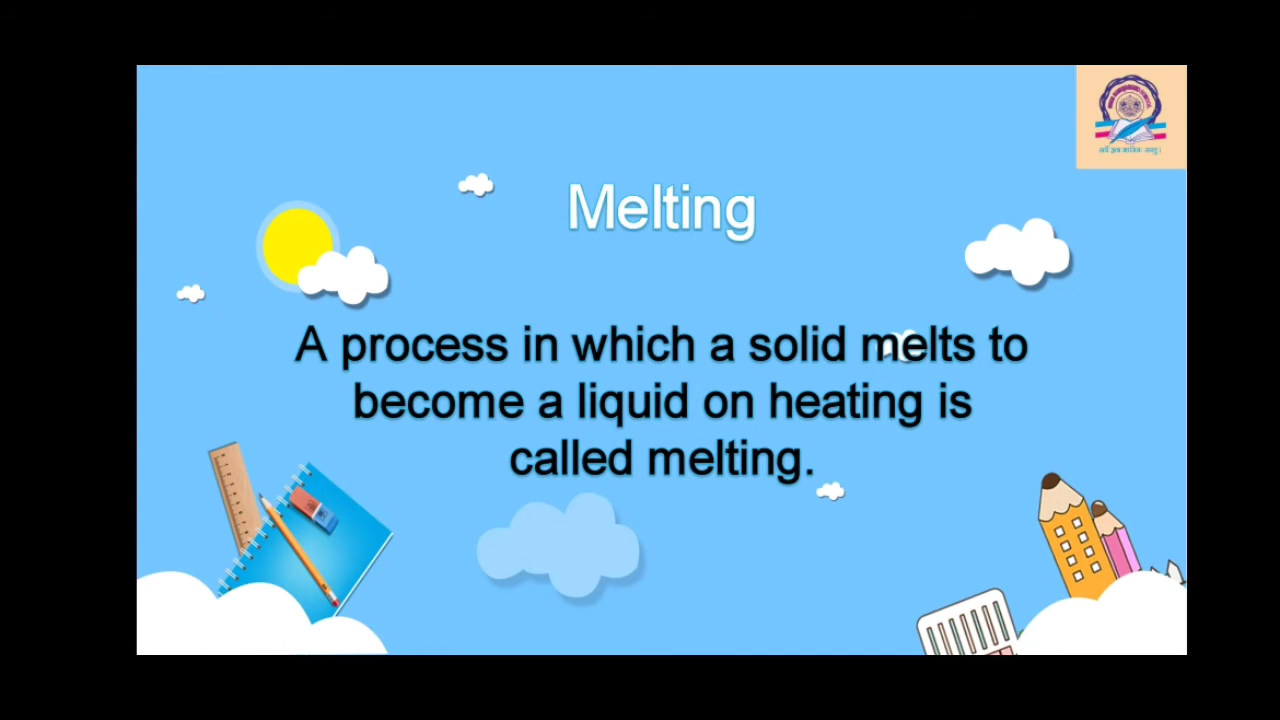 Melting
A process in which a solid melts to
become a liquid on heating is
called melting.